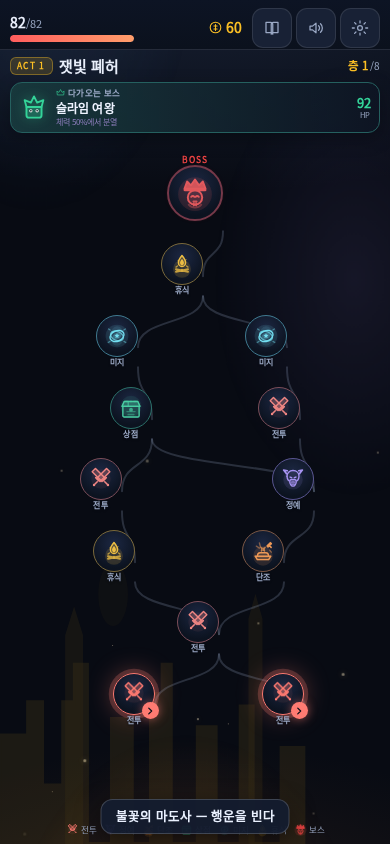 82/82
60
ACT 1 잿빛 폐허
층 1/8
다가오는 보스
슬라임 여왕
체력 50%에서 분열
92
HP
BOSS
휴식
미지 미지
상점 전투
전투 정예
휴식 단조
전투
전투 전투
불꽃의 마도사 — 행운을 빈다
전투 보스